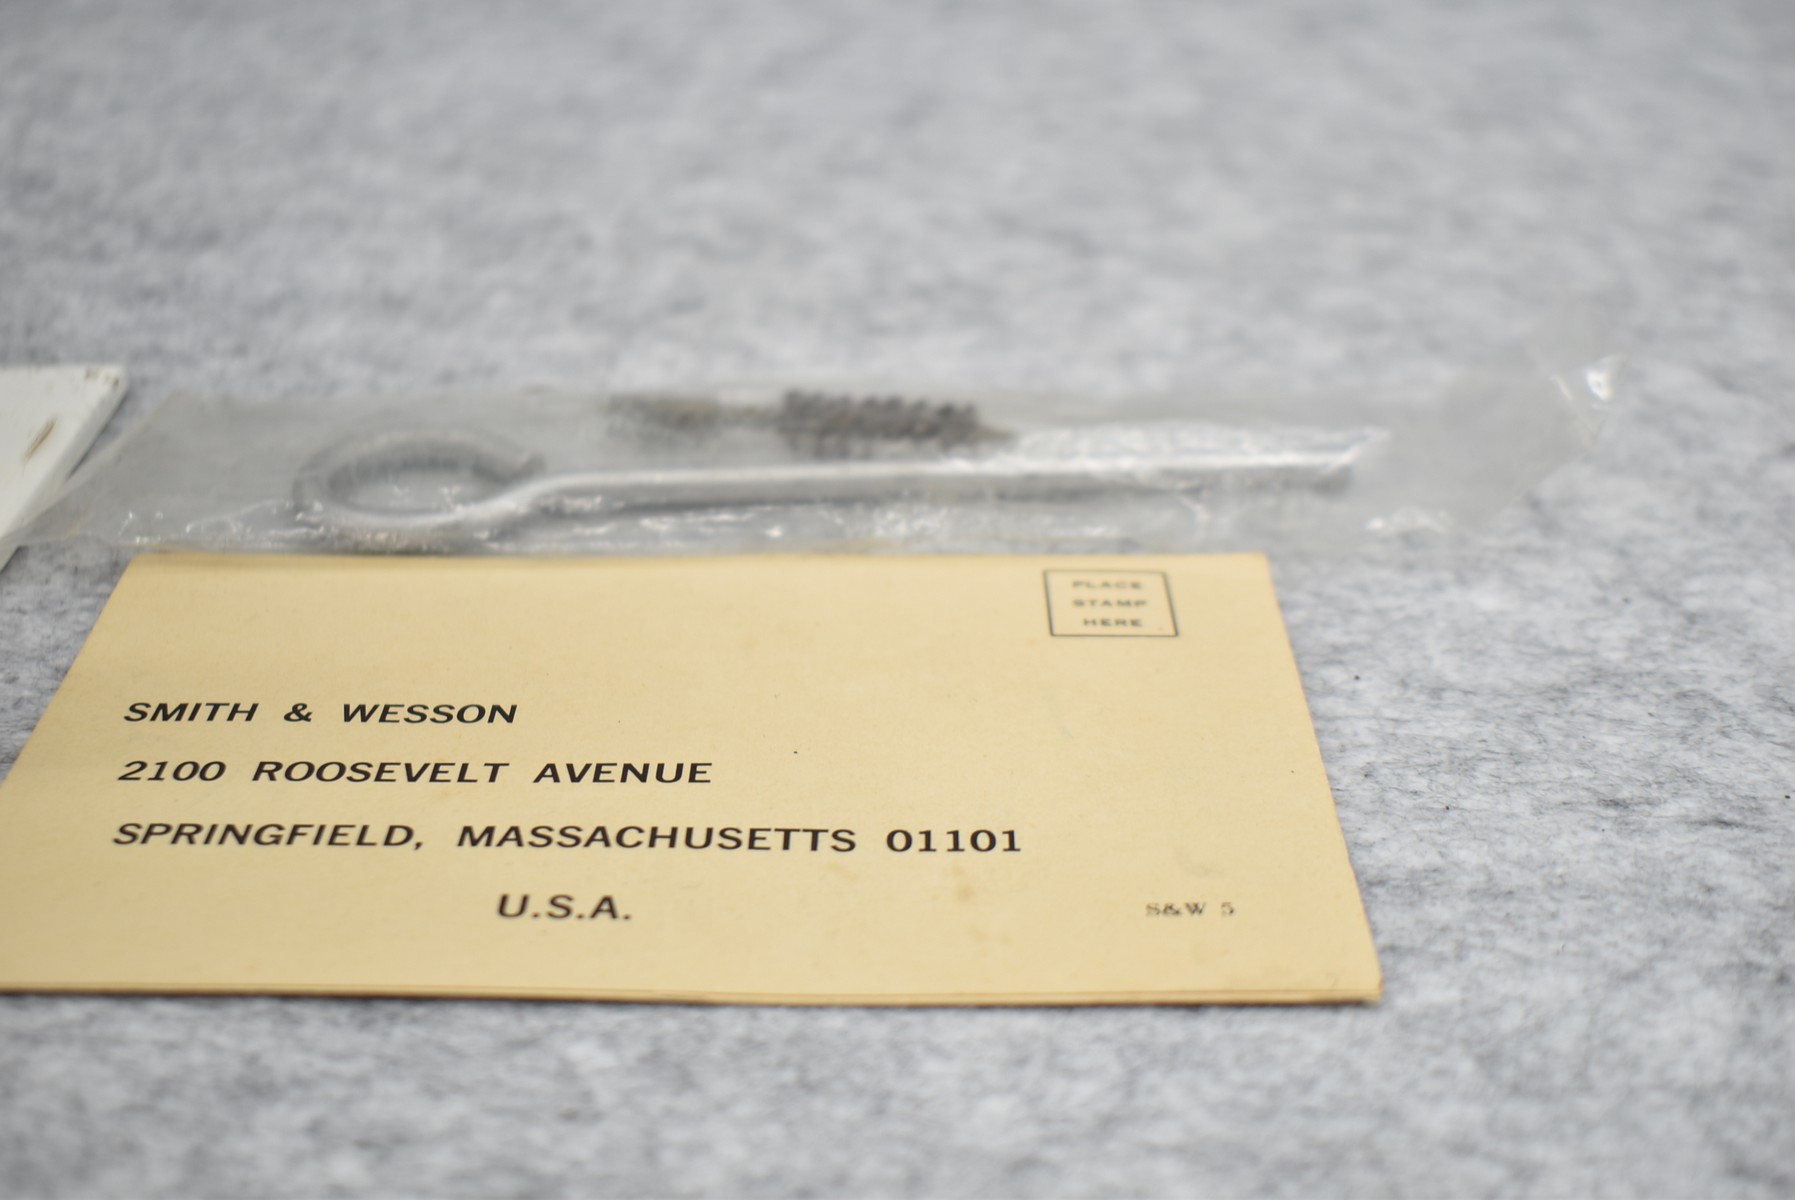 PLACE
STAMP
HERE
SMITH & WESSON
2100 ROOSEVELT AVENUE
SPRINGFIELD, MASSACHUSETTS 01101
U.S.A.
S&W 5